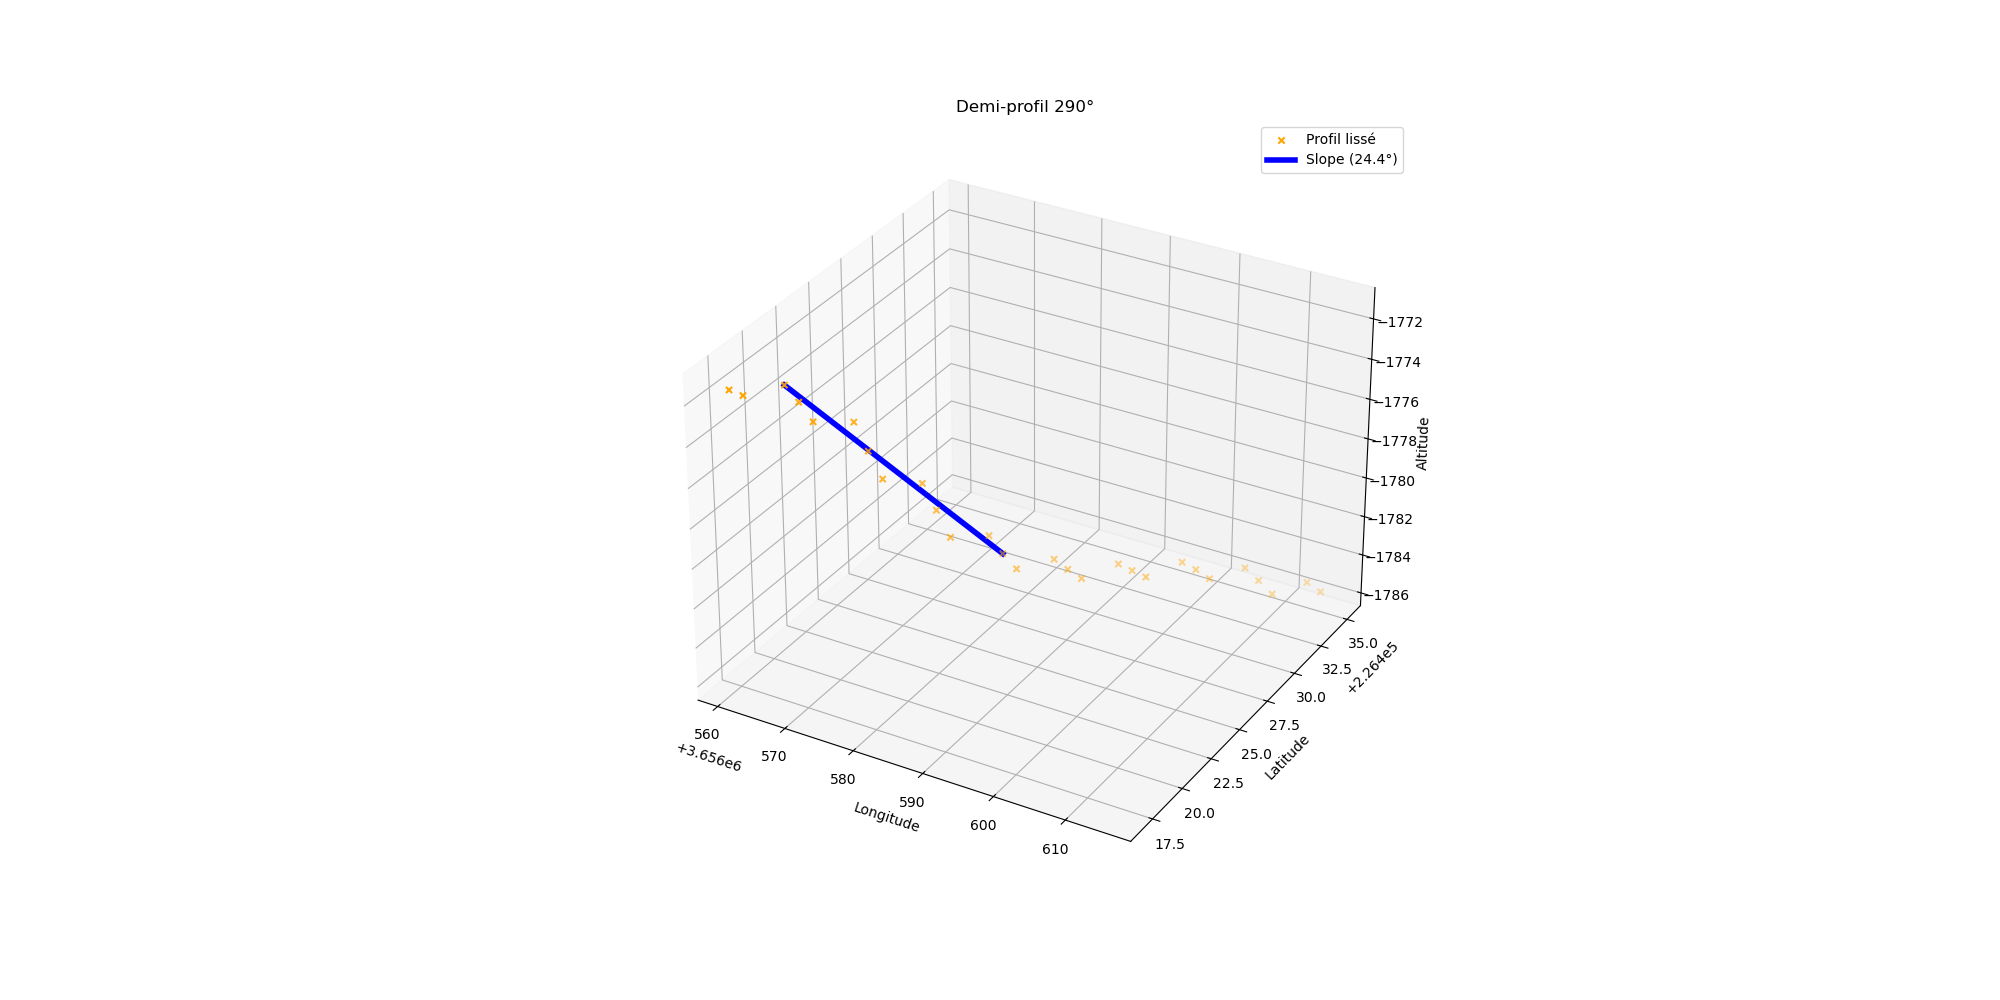 Demi-profil 290°
Profil lissé
Slope (24.4°)
−1772
−1774
−1776
−1778
−1780
−1782
−1784
−1786
Altitude
35.0
32.5
30.0
27.5
25.0
22.5
20.0
17.5
+2.264e5
Latitude
560
570
580
590
600
610
+3.656e6
Longitude